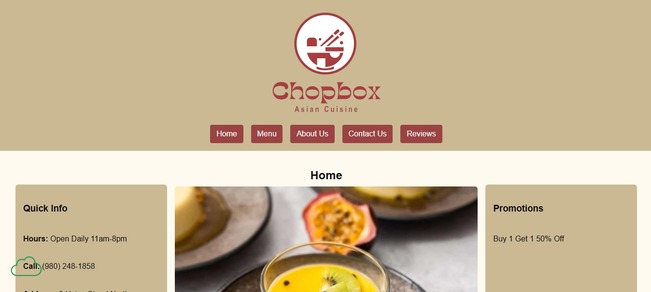 Chopbox
Asian Cuisine
Home
Menu
About Us
Contact Us
Reviews
Home
Quick Info
Hours: Open Daily 11am-8pm
Call: (980) 248-1858
Promotions
Buy 1 Get 1 50% Off